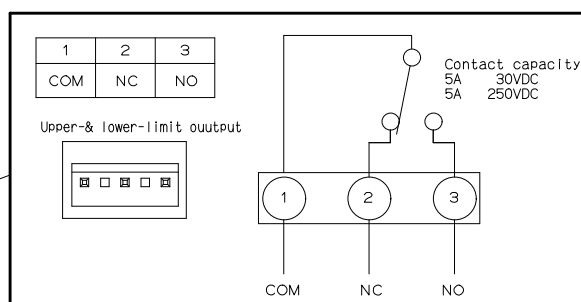 1 2 3
COM NC NO
Contact capacity
5A 30VDC
5A 250VDC
Upper-& lower-limit ouutput
1 2 3
COM NC NO